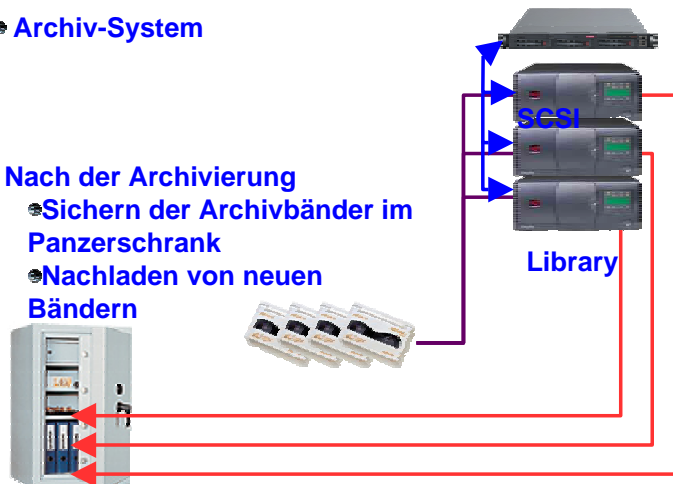 Archiv-System
SCSI
Nach der Archivierung
Sichern der Archivbänder im
Panzerschrank
Nachladen von neuen
Bändern
Library